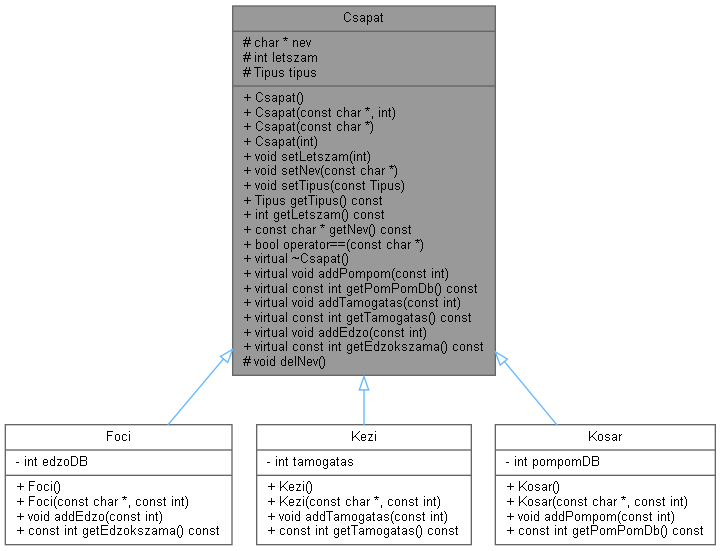 Csapat
# char * nev
# int letszam
# Tipus tipus
+ Csapat()
+ Csapat(const char *, int)
+ Csapat(const char *)
+ Csapat(int)
+ void setLetszam(int)
+ void setNev(const char *)
+ void setTipus(const Tipus)
+ Tipus getTipus() const
+ int getLetszam() const
+ const char * getNev() const
+ bool operator==(const char *)
+ virtual ~Csapat()
+ virtual void addPompom(const int)
+ virtual const int getPomPomDb() const
+ virtual void addTamogatas(const int)
+ virtual const int getTamogatas() const
+ virtual void addEdzo(const int)
+ virtual const int getEdzokszama() const
# void delNev()
Foci
- int edzoDB
+ Foci()
+ Foci(const char *, const int)
+ void addEdzo(const int)
+ const int getEdzokszama() const
Kezi
- int tamogatas
+ Kezi()
+ Kezi(const char *, const int)
+ void addTamogatas(const int)
+ const int getTamogatas() const
Kosar
- int pompomDB
+ Kosar()
+ Kosar(const char *, const int)
+ void addPompom(const int)
+ const int getPomPomDb() const